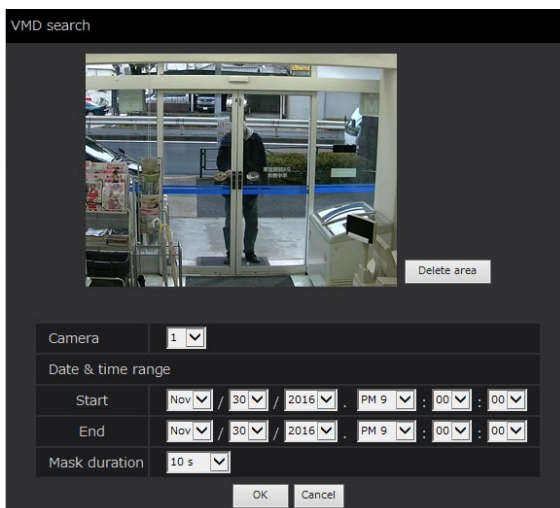 VMD search
Delete area
Camera 1
Date & time range
Start Nov / 30 / 2016 . PM 9 : 00 : 00
End Nov / 30 / 2016 . PM 9 : 00 : 00
Mask duration 10 s
OK Cancel